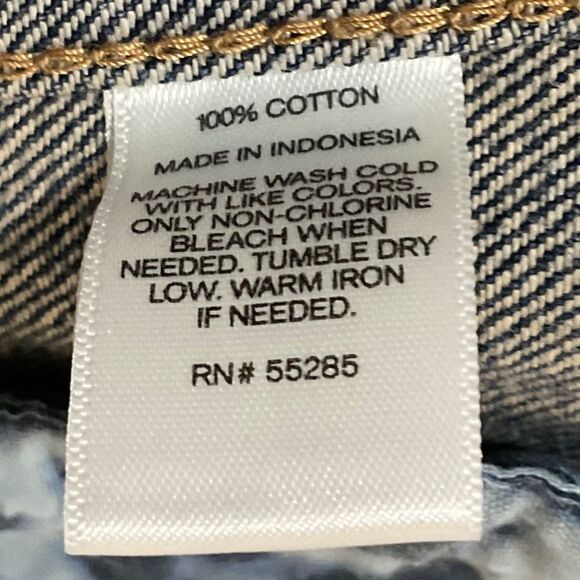 100% COTTON
MADE IN INDONESIA
MACHINE WASH COLD
WITH LIKE COLORS.
ONLY NON-CHLORINE
BLEACH WHEN
NEEDED. TUMBLE DRY
LOW. WARM IRON
IF NEEDED.
RN# 55285